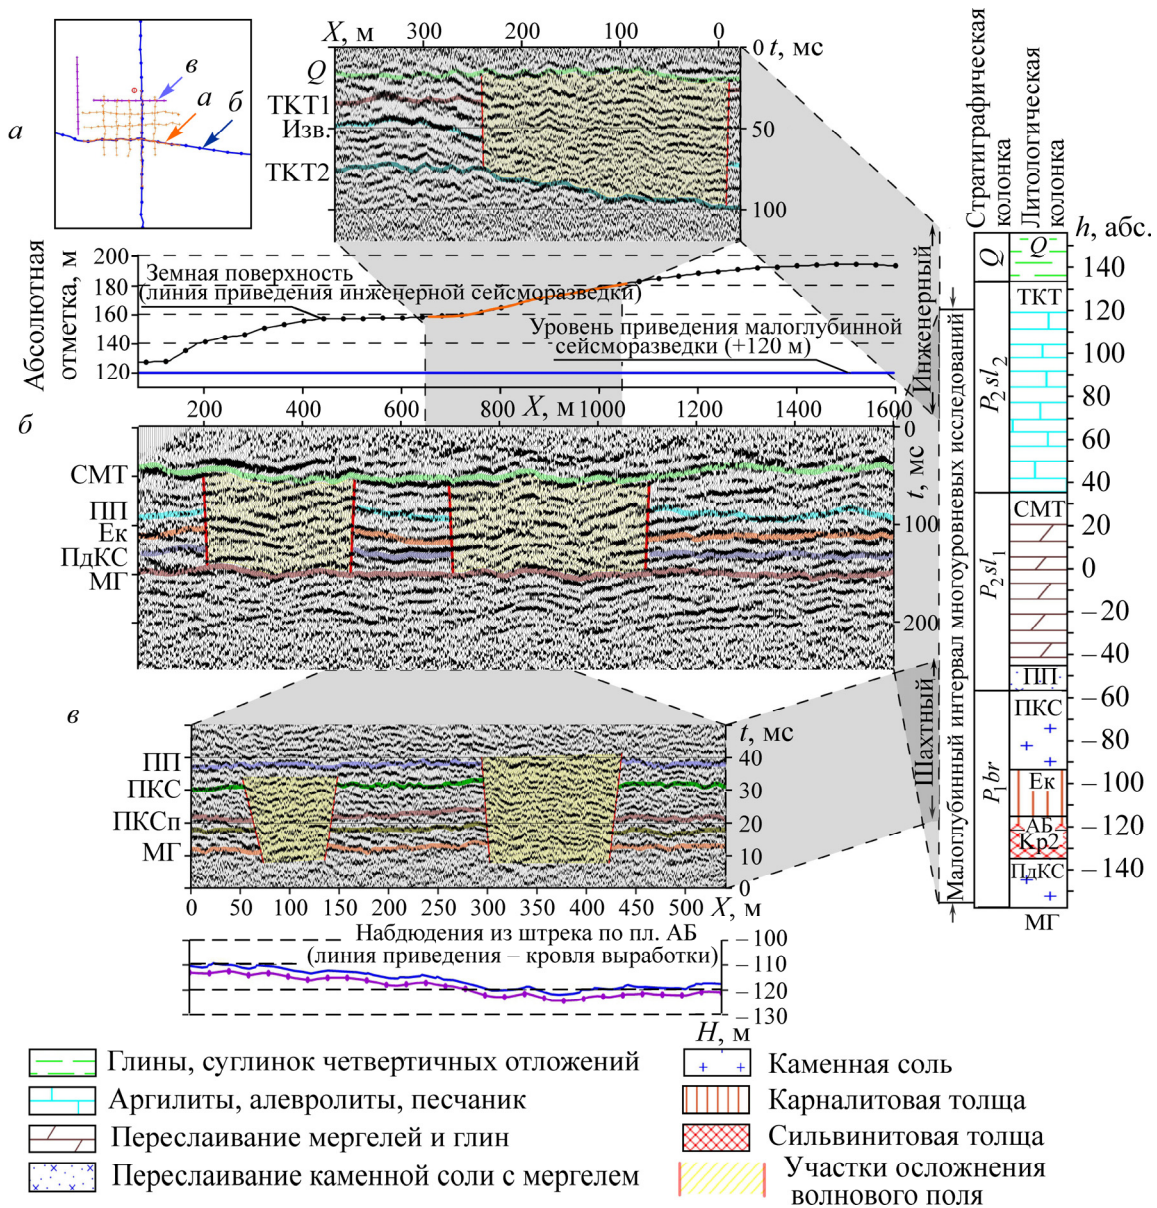 а
в
а
б
X, м
300
200
100
0
0
t, мс
Q
ТКТ1
Изв.
ТКТ2
50
100
Абсолютная
отметка, м
200
180
160
140
120
Земная поверхность
(линия приведения инженерной сейсморазведки)
Уровень приведения малоглубинной
сейсморазведки (+120 м)
б
200
400
600
X, м
800
1000
1200
1400
1600
СМТ
ПП
Ек
ПдКС
МГ
0
t, мс
100
200
в
ПП
ПКС
ПКСп
МГ
t, мс
40
30
20
10
0
0
50
100
150
200
250
300
350
400
450
500
X, м
Набдюдения из штрека по пл. АБ
(линия приведения – кровля выработки)
–100
–110
–120
–130
H, м
Стратиграфическая
колонка
Литологическая
колонка
h, абс.
Инженерный
Малоглубинный интервал многоуровневых исследований
Шахтный
Q
P₂sl₂
P₂sl₁
P₁br
Q
ТКТ
СМТ
ПП
ПКС
Ек
АБ
Кр2
ПдКС
МГ
140
120
100
80
60
40
20
0
–20
–40
–60
–80
–100
–120
–140
Глины, суглинок четвертичных отложений
Аргилиты, алевролиты, песчаник
Переслаивание мергелей и глин
Переслаивание каменной соли с мергелем
Каменная соль
Карналитовая толща
Сильвинитовая толща
Участки осложнения
волнового поля